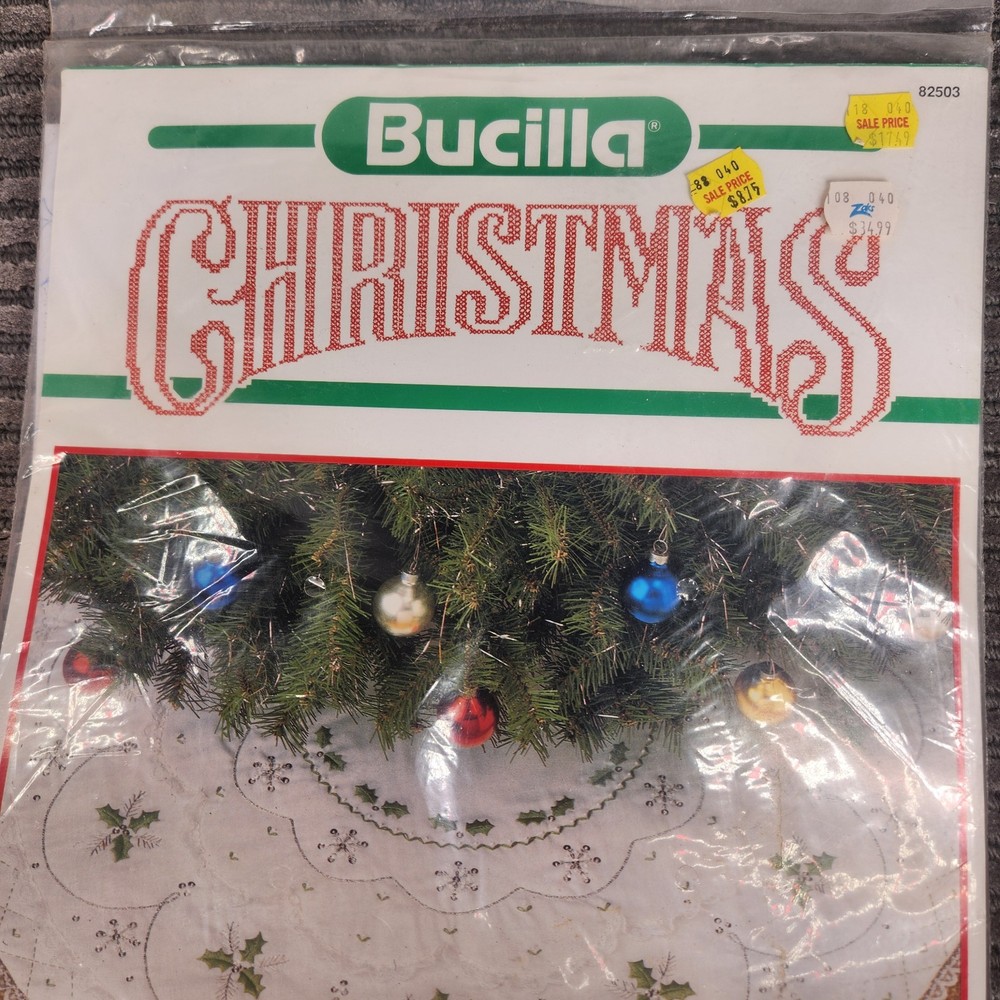 82503
Bucilla®
18 040
SALE PRICE
$17.49
88 040
SALE PRICE
$8.75
08 040
$34.99
CHRISTMAS